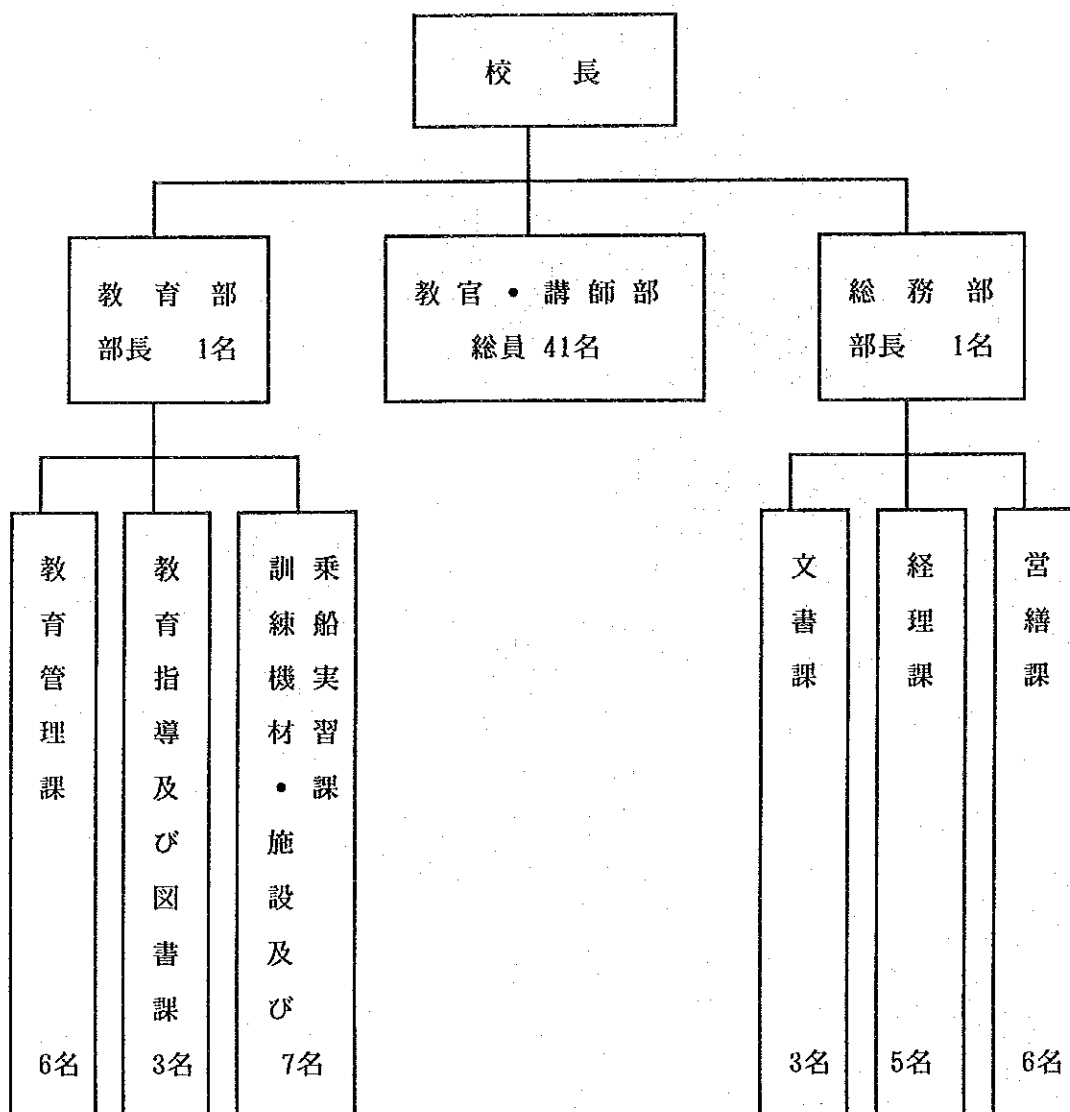 校長
教育部
部長 1名
教官・講師部
総員 41名
総務部
部長 1名
教育管理課
6名
教育指導及び図書課
3名
訓練機材・施設及び
乗船実習課
7名
文書課
3名
経理課
5名
営繕課
6名